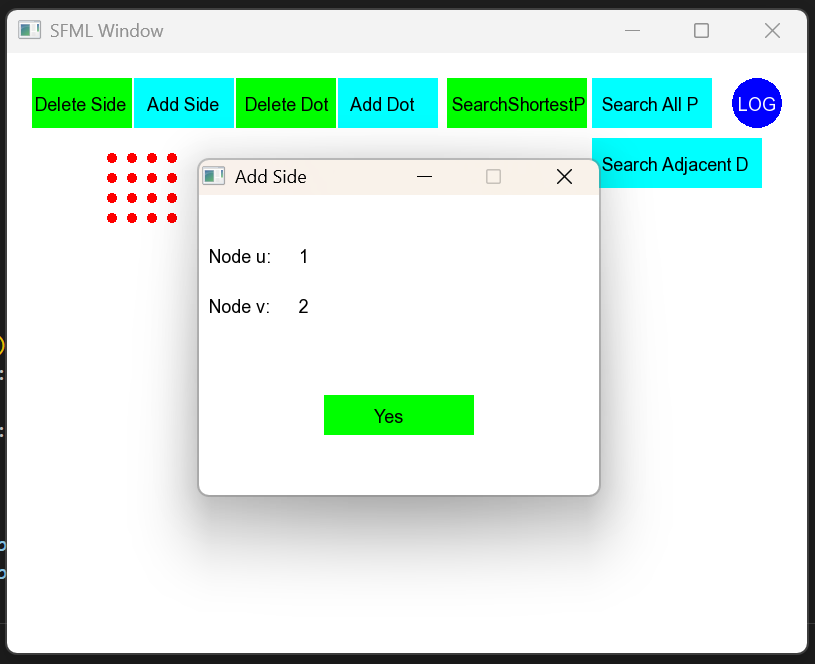 SFML Window
Delete Side Add Side Delete Dot Add Dot SearchShortestP Search All P LOG
Search Adjacent D
Add Side
Node u: 1
Node v: 2
Yes